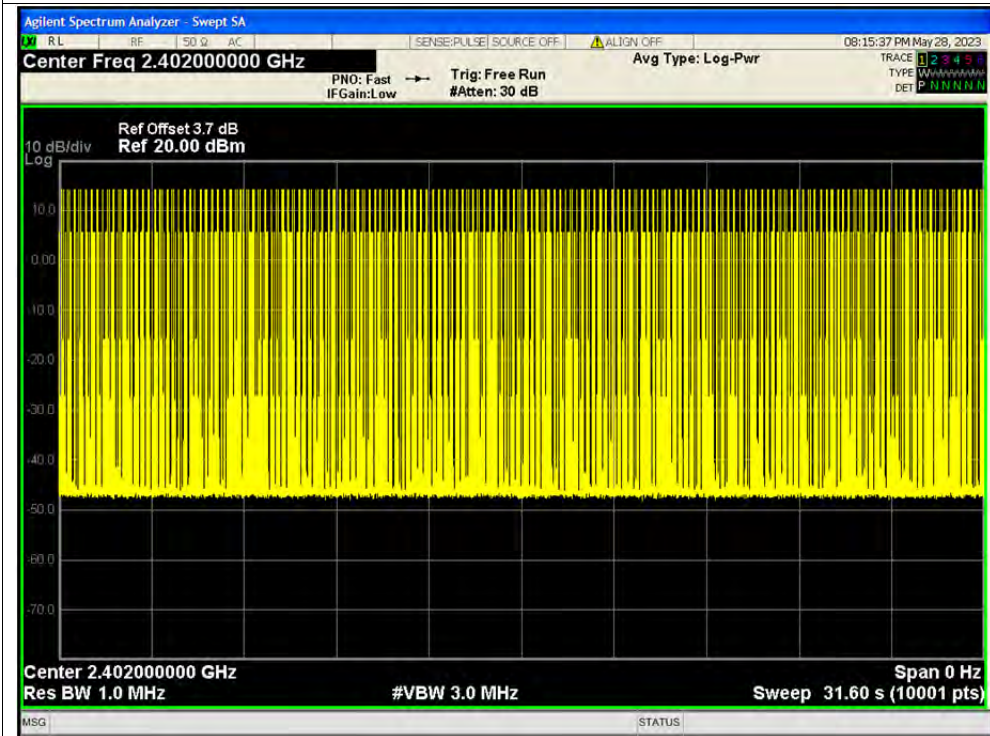 Agilent Spectrum Analyzer - Swept SA
RL RF 50 Ω AC SENSE:PULSE SOURCE OFF ALIGN OFF 08:15:37 PM May 28, 2023
Center Freq 2.402000000 GHz Avg Type: Log-Pwr TRACE 1 2 3 4 5 6
PNO: Fast Trig: Free Run TYPE W
IFGain:Low #Atten: 30 dB DET P N N N N N
Ref Offset 3.7 dB
10 dB/div Ref 20.00 dBm
Log
10.0
0.00
-10.0
-20.0
-30.0
-40.0
-50.0
-60.0
-70.0
Center 2.402000000 GHz Span 0 Hz
Res BW 1.0 MHz #VBW 3.0 MHz Sweep 31.60 s (10001 pts)
MSG STATUS